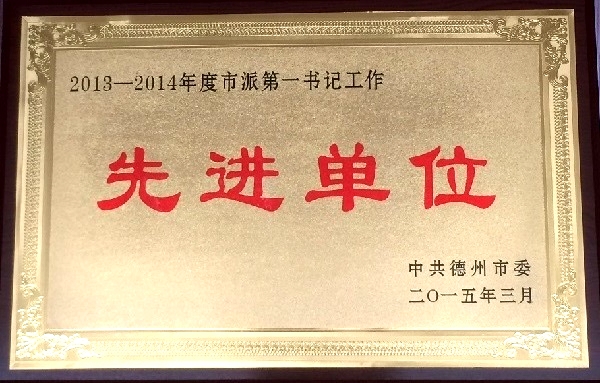 2013—2014年度市派第一书记工作
先进单位
中共德州市委
二〇一五年三月